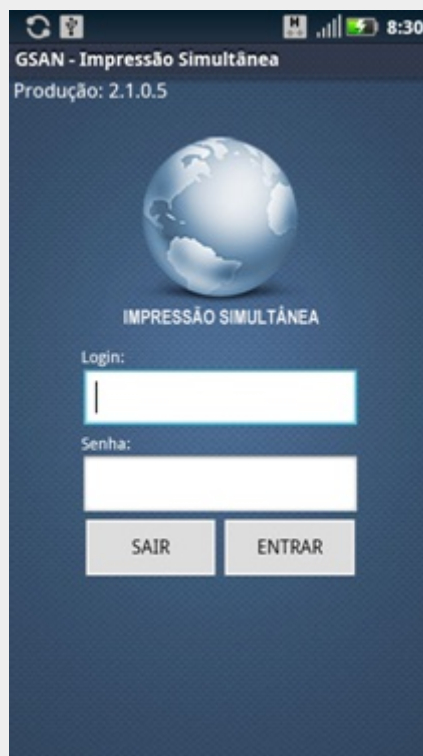 H 8:30
GSAN - Impressão Simultânea
Produção: 2.1.0.5
IMPRESSÃO SIMULTÂNEA
Login:
Senha:
SAIR ENTRAR